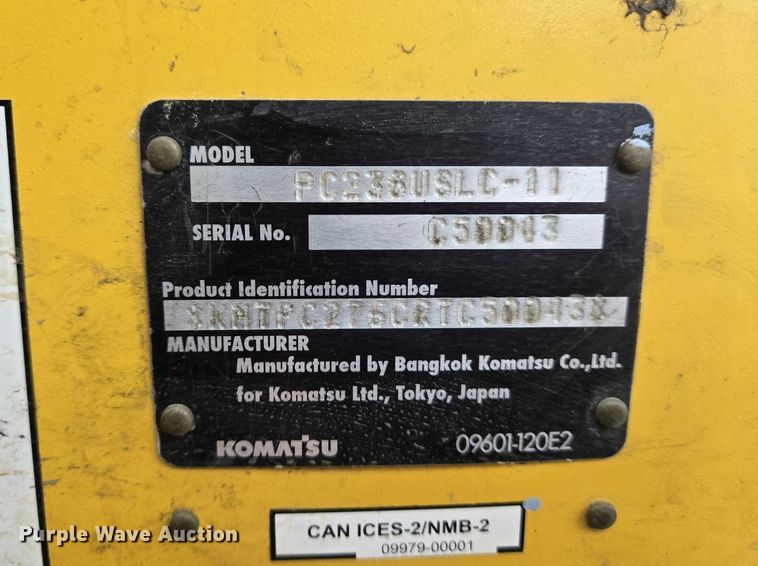 MODEL PC238USLC-11
SERIAL No. C50043
Product Identification Number
*KMTPC276CRTC50043*
MANUFACTURER
Manufactured by Bangkok Komatsu Co.,Ltd.
for Komatsu Ltd., Tokyo, Japan
KOMATSU 09601-120E2
CAN ICES-2/NMB-2
09979-00001
Purple Wave Auction